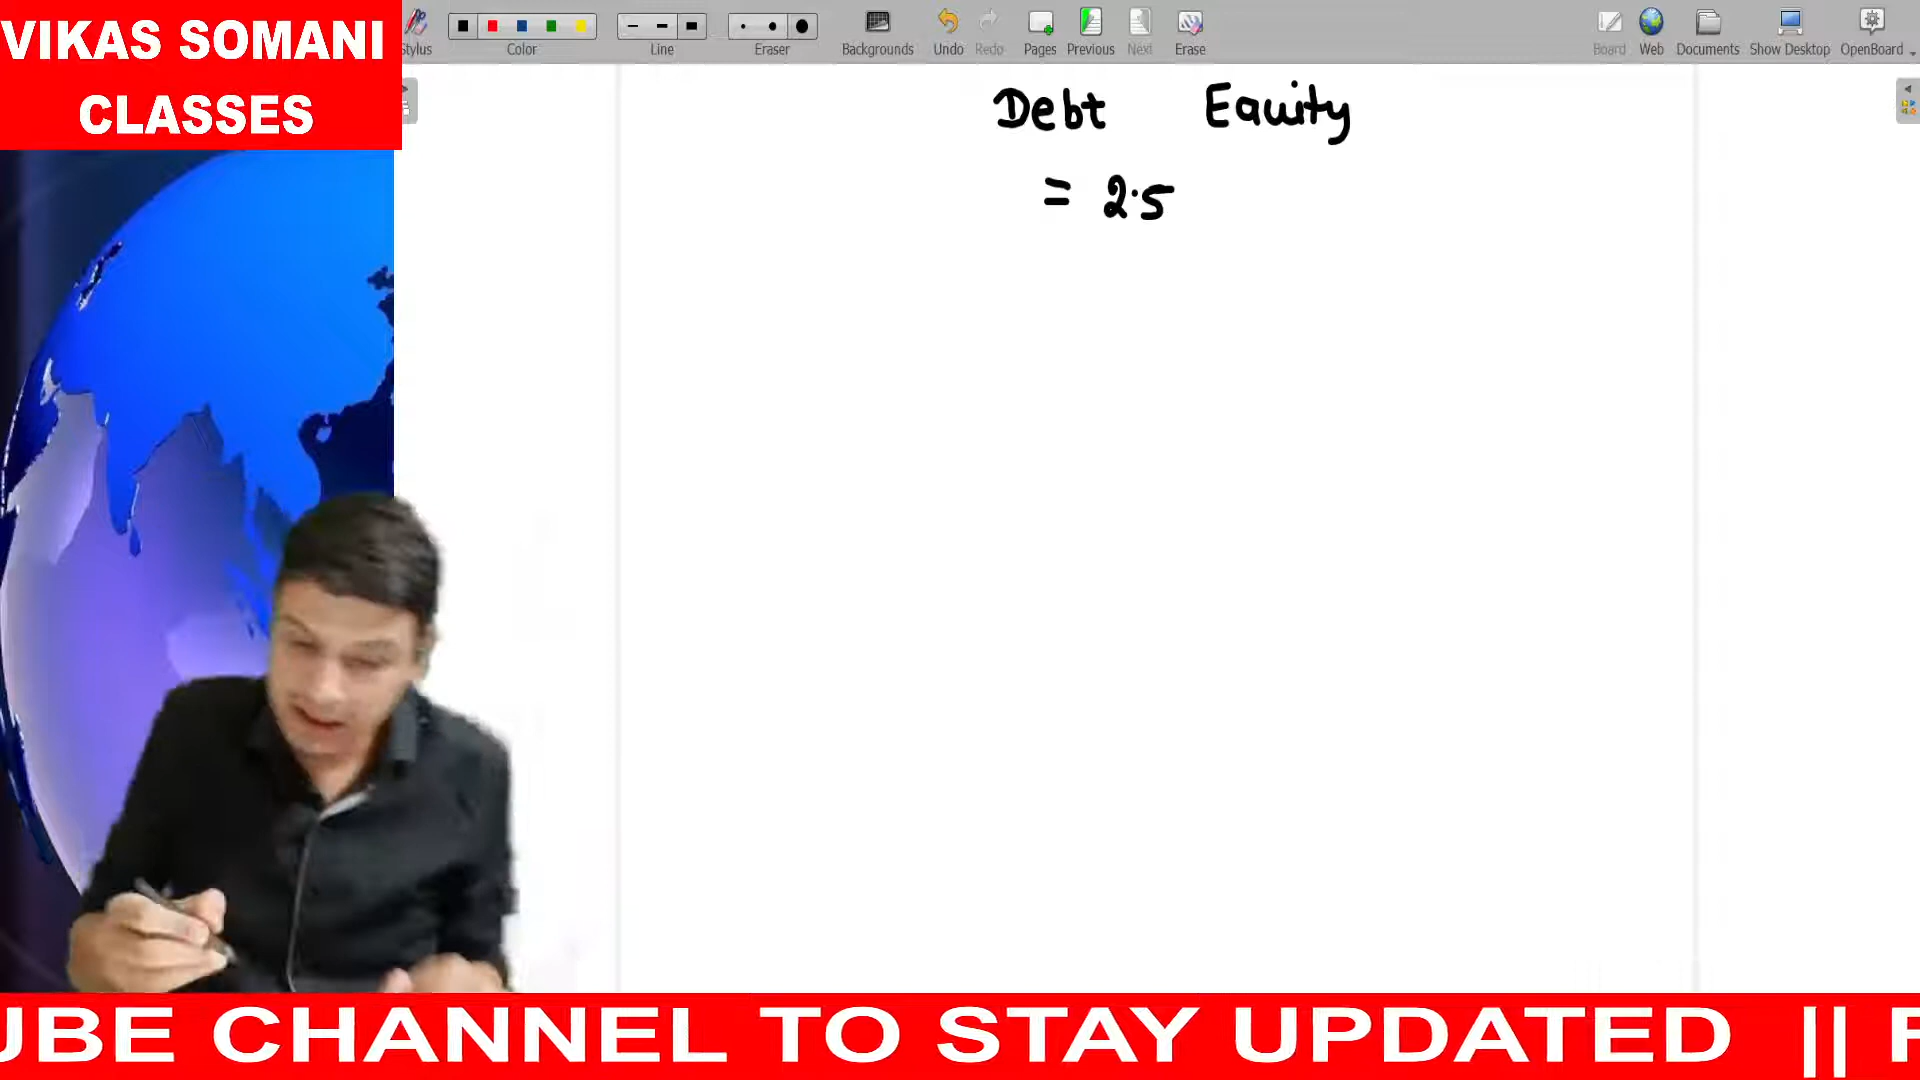 VIKAS SOMANI
CLASSES
Stylus
Color
Line
Eraser
Backgrounds
Undo
Redo
Pages
Previous
Next
Erase
Board
Web
Documents
Show Desktop
OpenBoard
Debt Equity
= 2.5
UBE CHANNEL TO STAY UPDATED ||